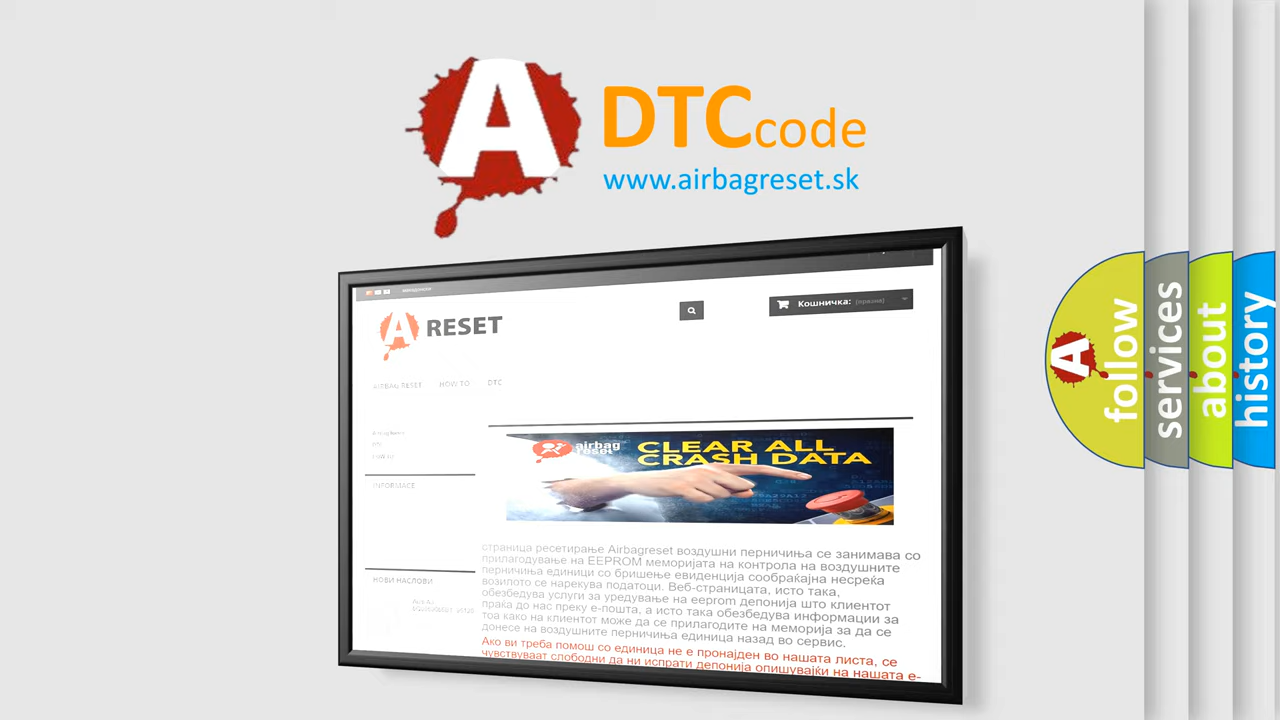 A
DTC code
www.airbagreset.sk
A RESET
Кошничка: (празни)
AIRBAG RESET HOW TO DTC
INFORMACE
airbag
reset
CLEAR ALL
CRASH DATA
страница ресетирање Airbagreset воздушни перничиња се занимава со
прилагодување на EEPROM меморијата на контрола на воздушните
перничиња единици со бришење евиденција сообраќајна несреќа
возилото се нарекува податоци. Веб-страницата, исто така,
обезбедува услуги за уредување на eeprom депонија што клиентот
праќа до нас преку е-пошта, а исто така обезбедува информации за
тоа како на клиентот може да се прилагодите на меморија за да се
донесе на воздушните перничиња единица назад во сервис.
Ако ви треба помош со единица не е пронајден во нашата листа, се
чувствуваат слободни да ни испрати депонија опишувајќи на нашата е-
НОВИ НАСЛОВИ
A
follow
services
about
history